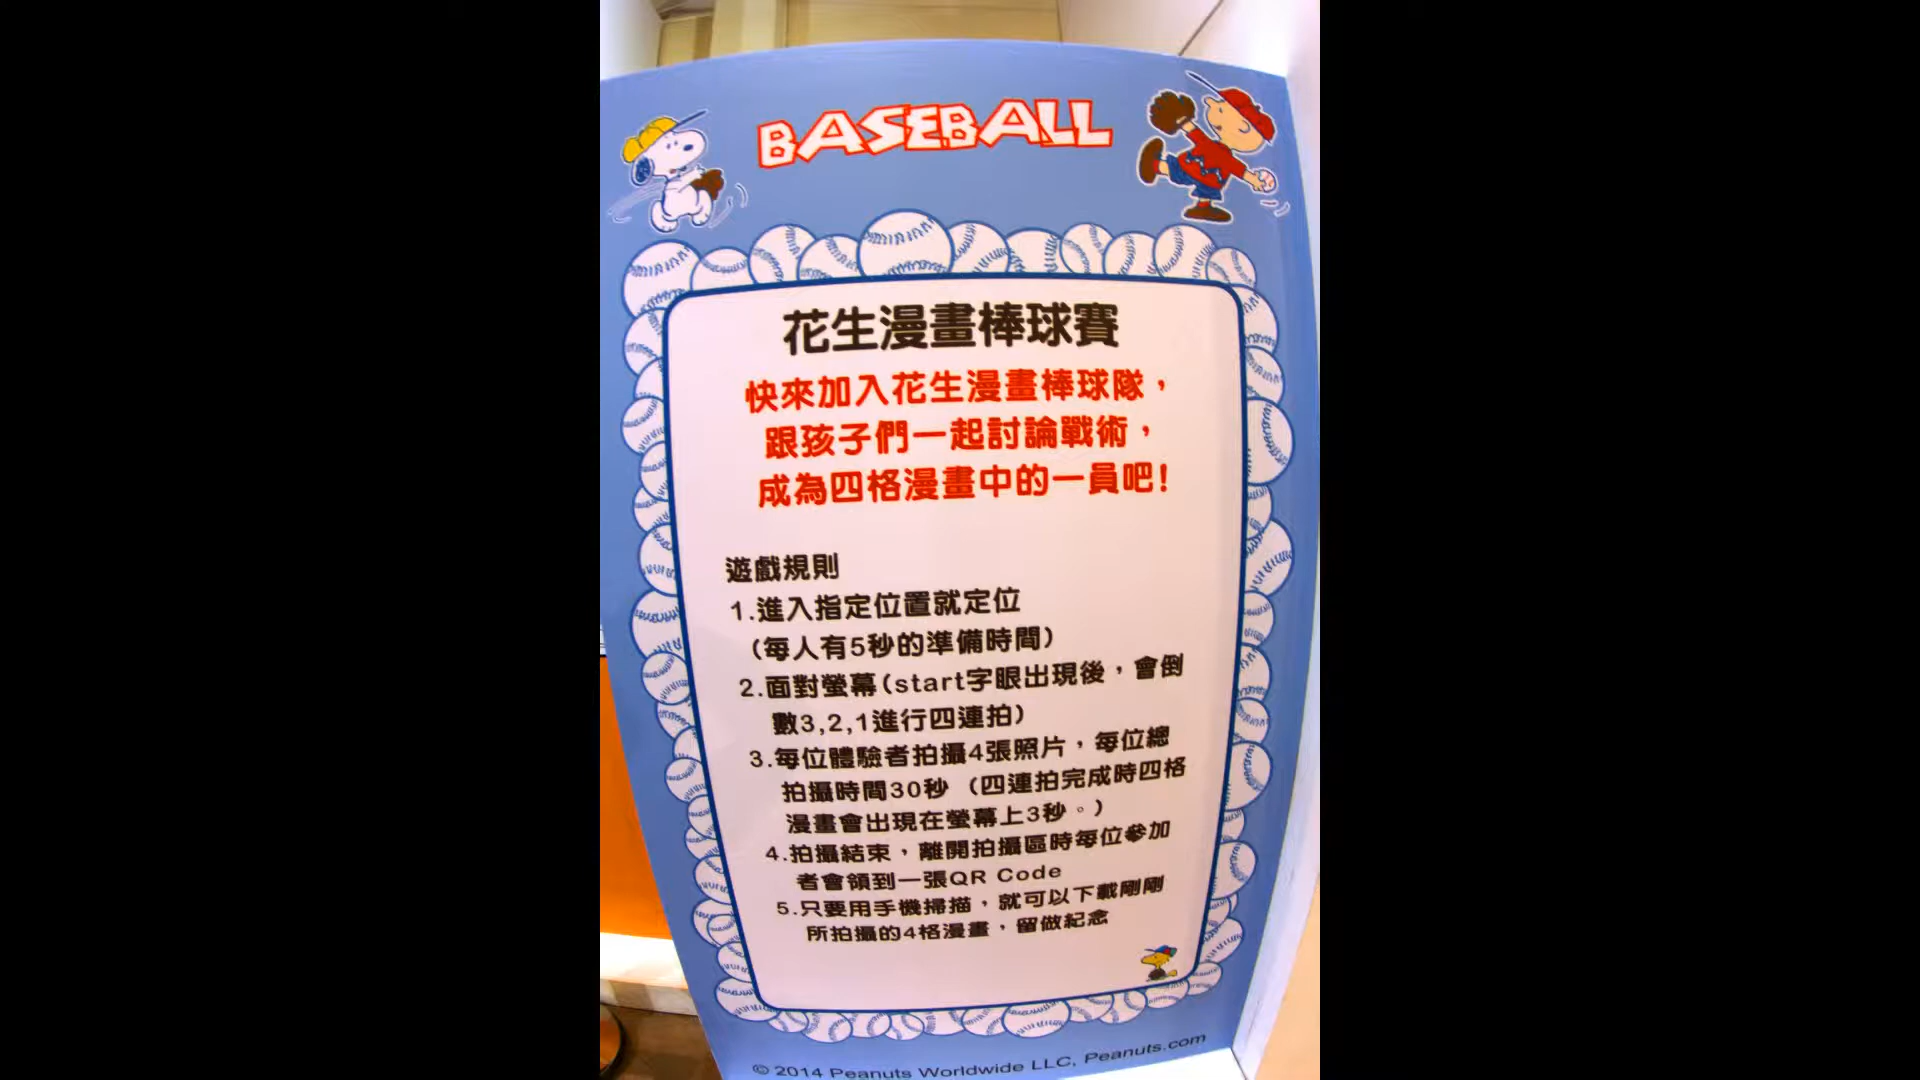 BASEBALL
花生漫畫棒球賽
快來加入花生漫畫棒球隊，
跟孩子們一起討論戰術，
成為四格漫畫中的一員吧！
遊戲規則
1.進入指定位置就定位
(每人有5秒的準備時間)
2.面對螢幕(start字眼出現後，會倒
數3,2,1進行四連拍)
3.每位體驗者拍攝4張照片，每位總
拍攝時間30秒（四連拍完成時四格
漫畫會出現在螢幕上3秒。)
4.拍攝結束，離開拍攝區時每位參加
者會領到一張QR Code
5.只要用手機掃描，就可以下載剛剛
所拍攝的4格漫畫，留做紀念
© 2014 Peanuts Worldwide LLC, Peanuts.com